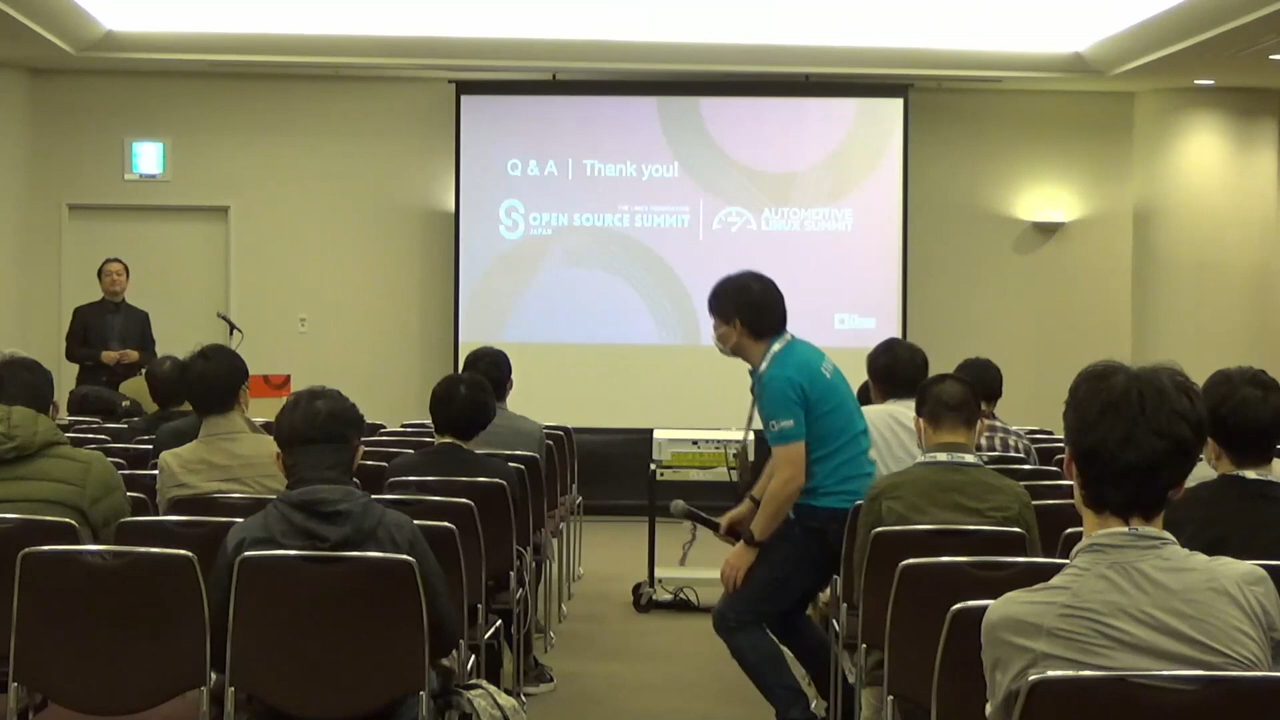 Q & A | Thank you!
THE LINUX FOUNDATION
OPEN SOURCE SUMMIT
JAPAN
AUTOMOTIVE
LINUX SUMMIT